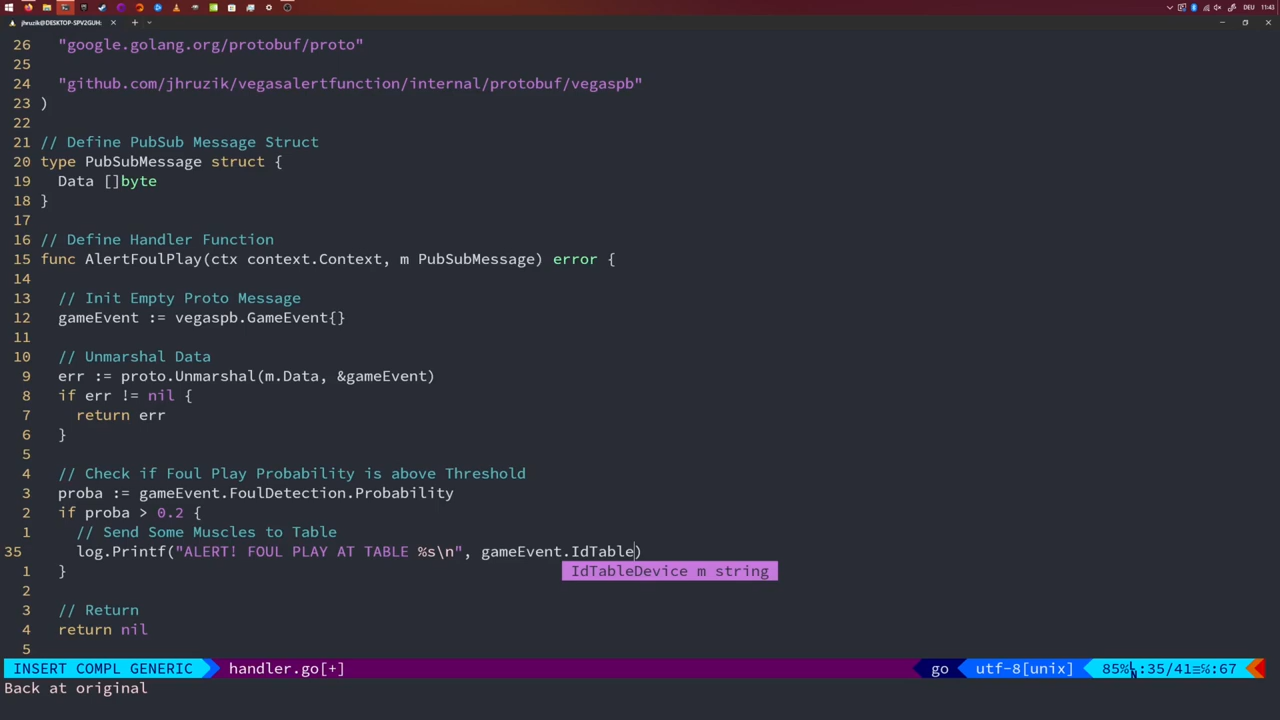 DEU 11:43
jhruzik@DESKTOP-SPV2GUH:
26 "google.golang.org/protobuf/proto"
25
24 "github.com/jhruzik/vegasalertfunction/internal/protobuf/vegaspb"
23 )
22
21 // Define PubSub Message Struct
20 type PubSubMessage struct {
19 Data []byte
18 }
17
16 // Define Handler Function
15 func AlertFoulPlay(ctx context.Context, m PubSubMessage) error {
14
13 // Init Empty Proto Message
12 gameEvent := vegaspb.GameEvent{}
11
10 // Unmarshal Data
9 err := proto.Unmarshal(m.Data, &gameEvent)
8 if err != nil {
7 return err
6 }
5
4 // Check if Foul Play Probability is above Threshold
3 proba := gameEvent.FoulDetection.Probability
2 if proba > 0.2 {
1 // Send Some Muscles to Table
35 log.Printf("ALERT! FOUL PLAY AT TABLE %s\n", gameEvent.IdTable)
IdTableDevice m string
1 }
2
3 // Return
4 return nil
5
INSERT COMPL GENERIC handler.go[+] go utf-8[unix] 85%:35/41≡℅:67
Back at original